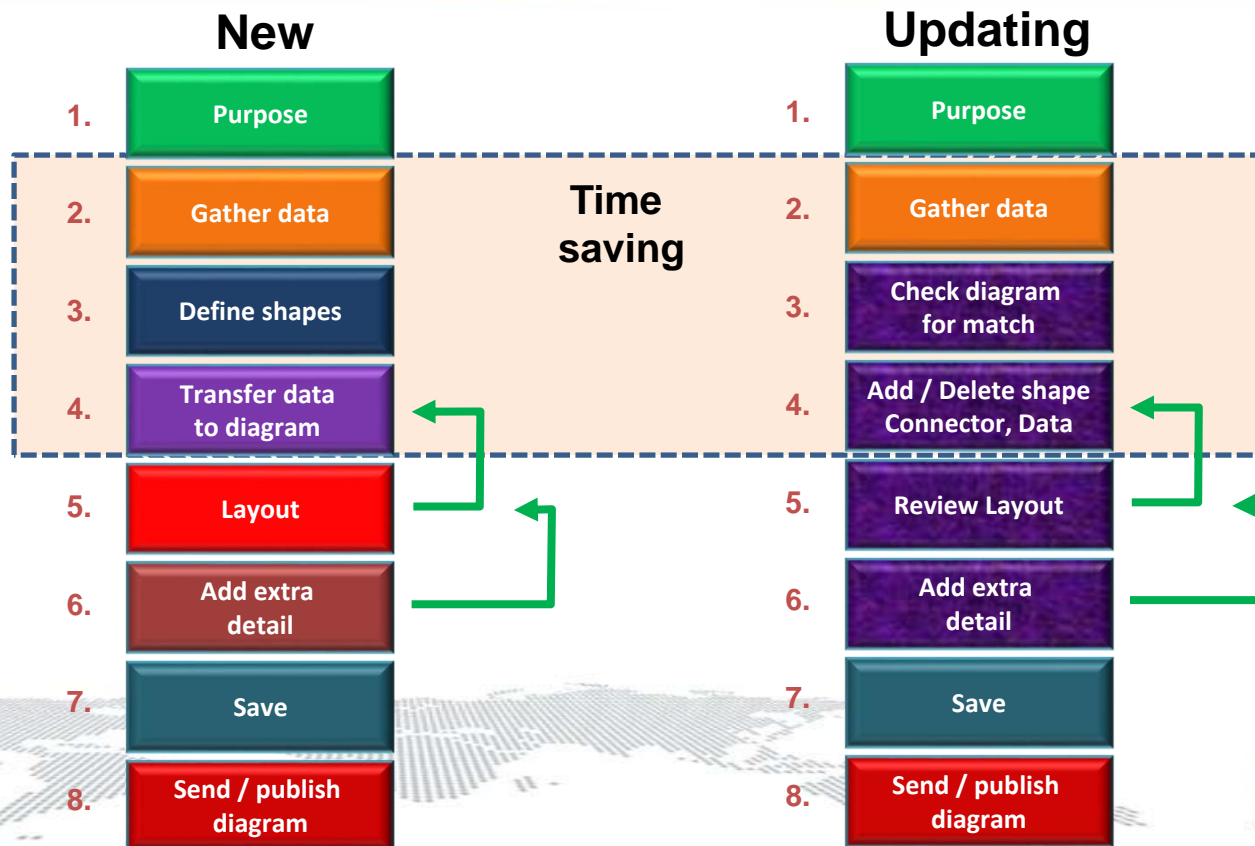 New
1. Purpose
2. Gather data
3. Define shapes
4. Transfer data
to diagram
5. Layout
6. Add extra
detail
7. Save
8. Send / publish
diagram
Time
saving
Updating
1. Purpose
2. Gather data
3. Check diagram
for match
4. Add / Delete shape
Connector, Data
5. Review Layout
6. Add extra
detail
7. Save
8. Send / publish
diagram